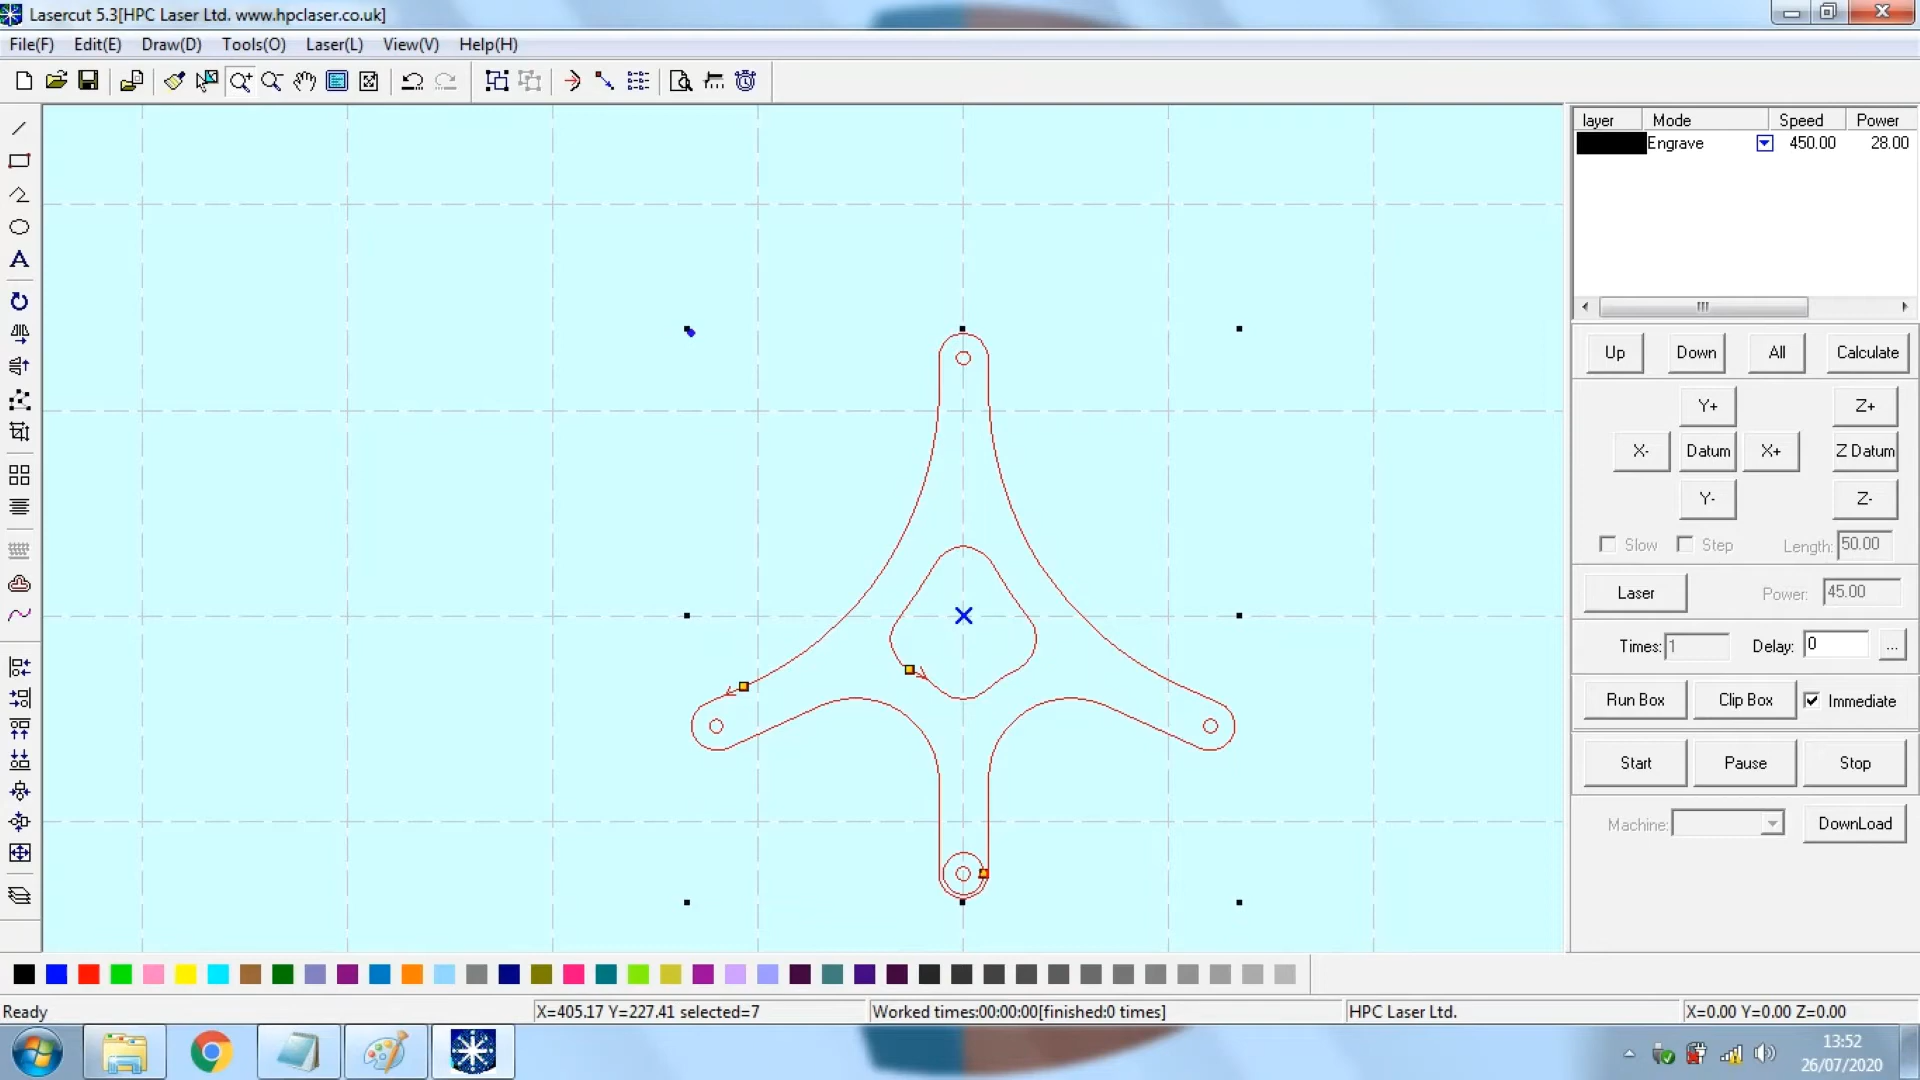 Lasercut 5.3[HPC Laser Ltd. www.hpclaser.co.uk]
File(F) Edit(E) Draw(D) Tools(O) Laser(L) View(V) Help(H)
layer Mode Speed Power
Engrave 450.00 28.00
Up Down All Calculate
Y+ Z+
X- Datum X+ Z Datum
Y- Z-
Slow Step Length: 50.00
Laser Power: 45.00
Times: 1 Delay: 0 ...
Run Box Clip Box Immediate
Start Pause Stop
Machine: DownLoad
Ready X=405.17 Y=227.41 selected=7 Worked times:00:00:00[finished:0 times] HPC Laser Ltd. X=0.00 Y=0.00 Z=0.00
13:52
26/07/2020